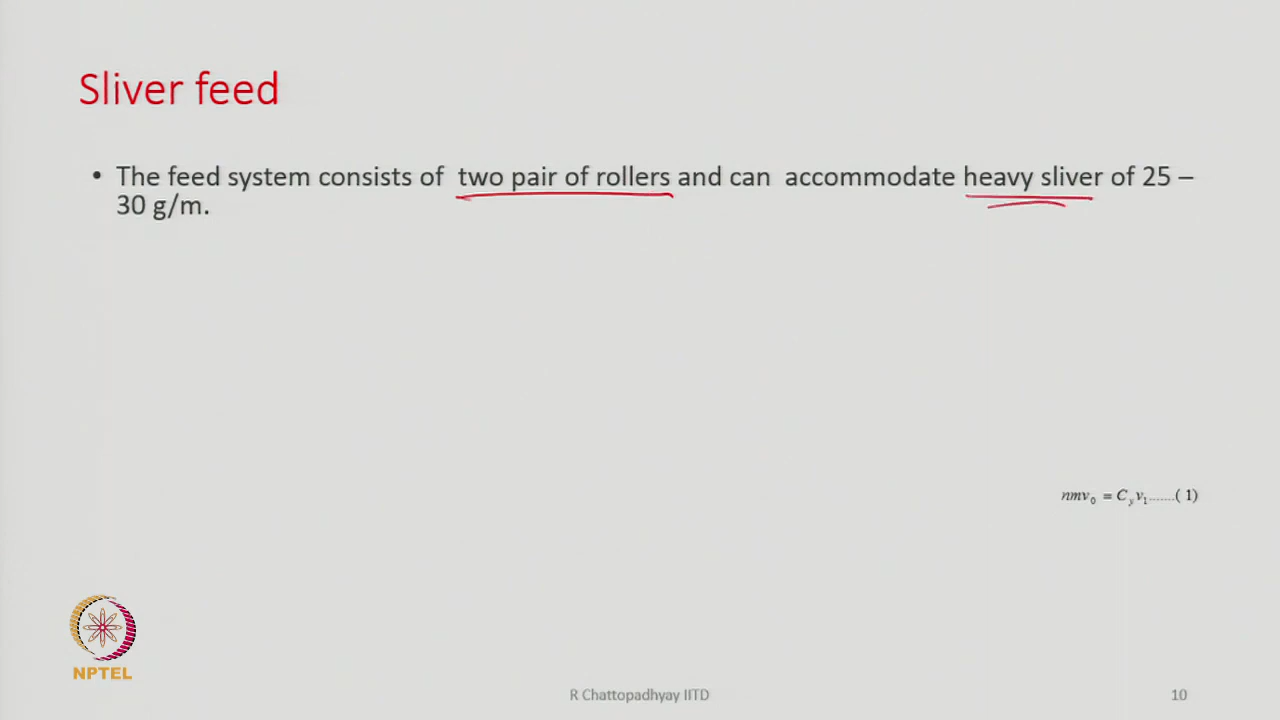 Sliver feed
• The feed system consists of two pair of rollers and can accommodate heavy sliver of 25 –
30 g/m.
nmv₀ = C_y v₁.......( 1)
NPTEL
R Chattopadhyay IITD
10